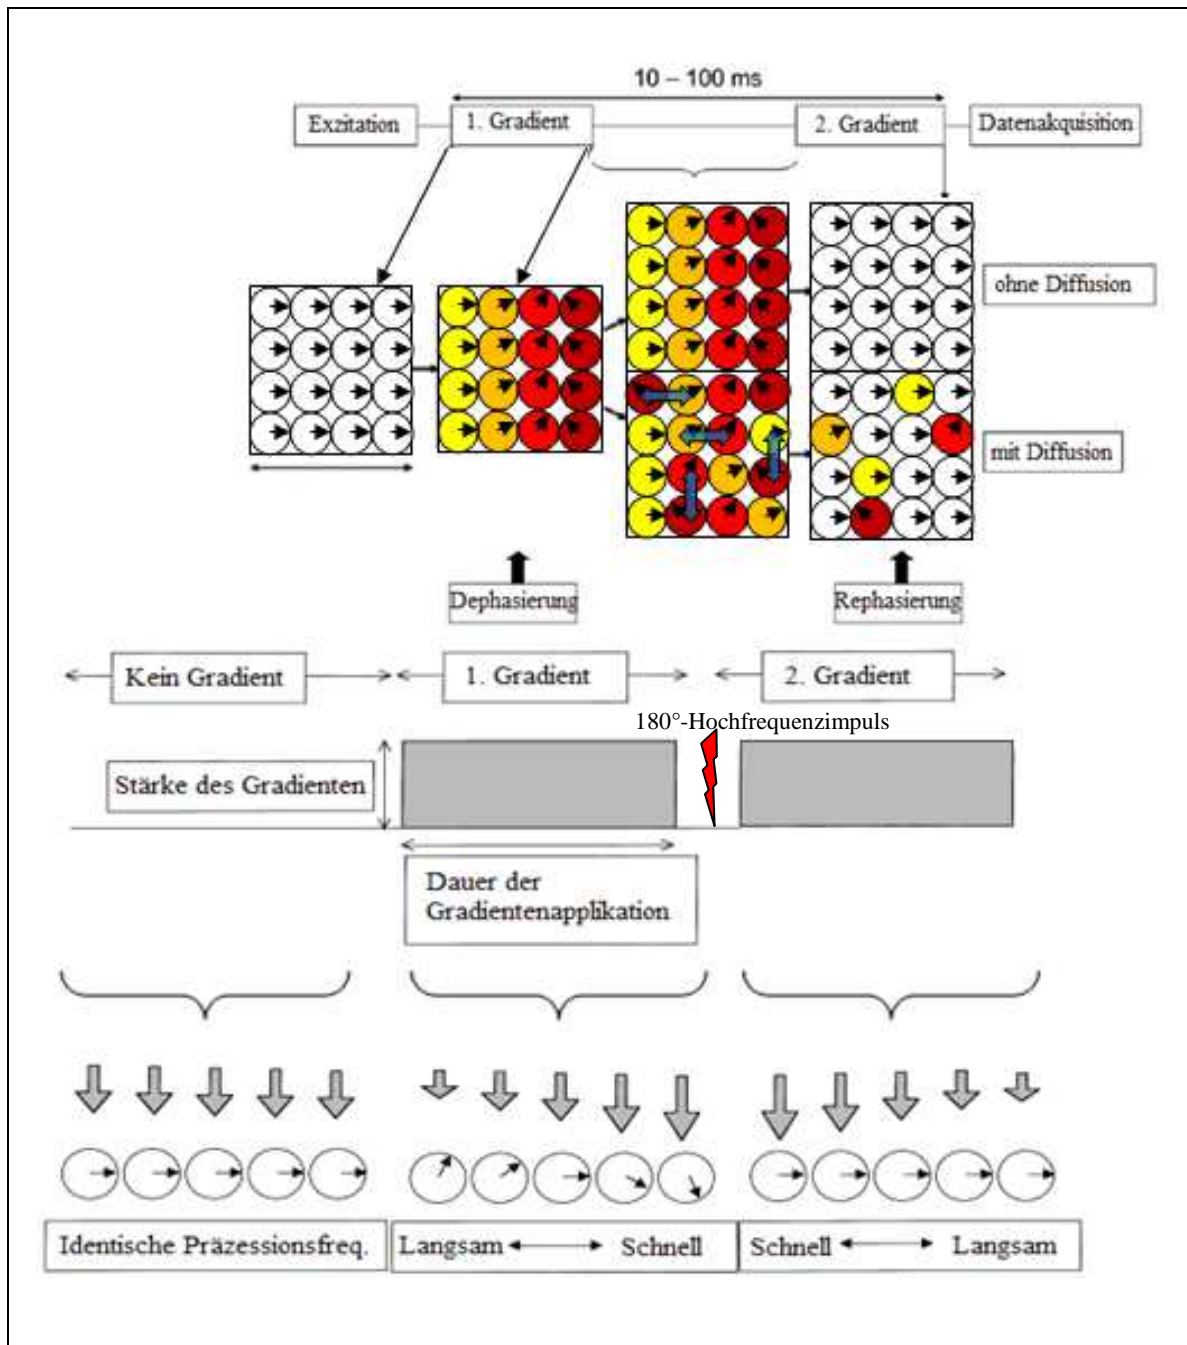 10 – 100 ms
Exzitation
1. Gradient
2. Gradient
Datenakquisition
ohne Diffusion
mit Diffusion
Dephasierung
Rephasierung
Kein Gradient
1. Gradient
2. Gradient
180°-Hochfrequenzimpuls
Stärke des Gradienten
Dauer der
Gradientenapplikation
Identische Präzessionsfreq.
Langsam
Schnell
Schnell
Langsam